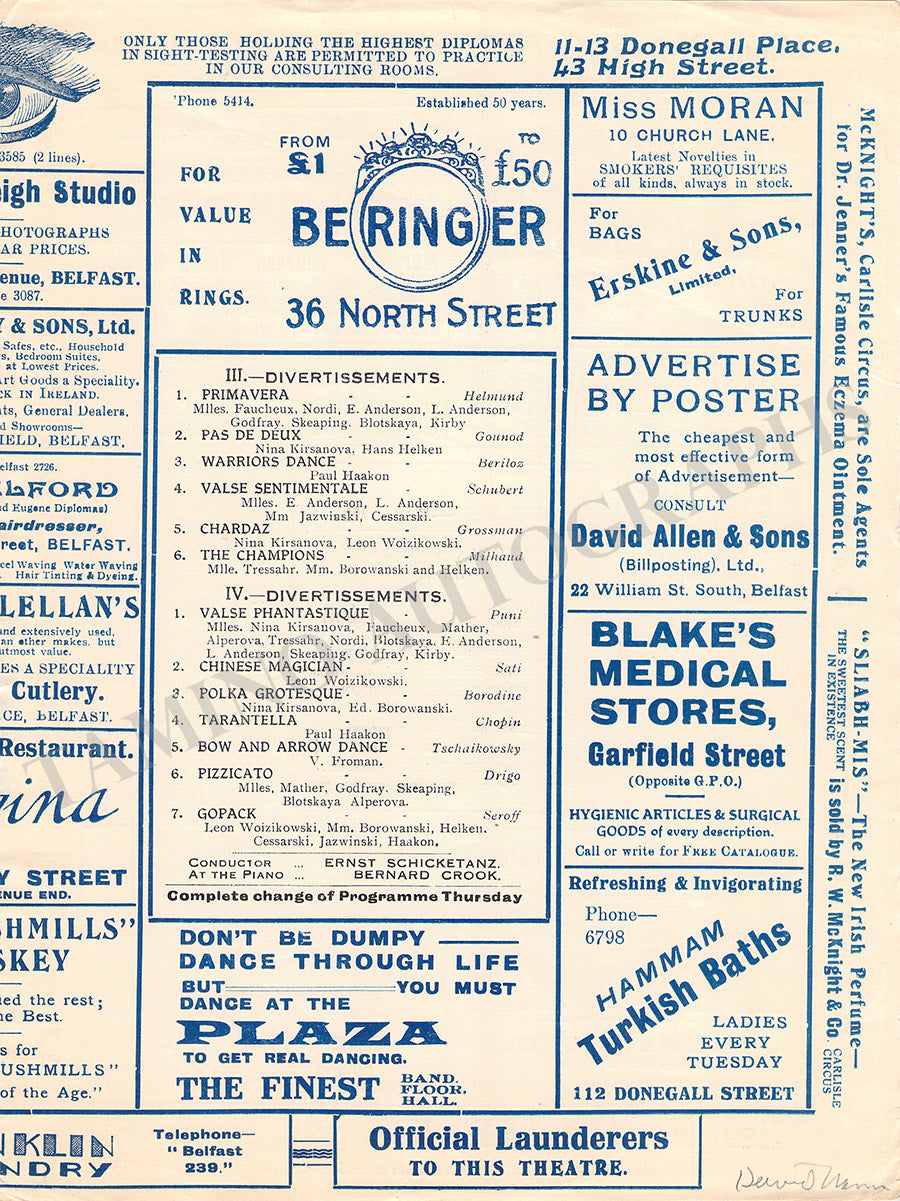 ONLY THOSE HOLDING THE HIGHEST DIPLOMAS
IN SIGHT-TESTING ARE PERMITTED TO PRACTICE
IN OUR CONSULTING ROOMS.
11-13 Donegall Place,
43 High Street.
3585 (2 lines).
eigh Studio
HOTOGRAPHS
AR PRICES.
enue, BELFAST.
e 3087.
Y & SONS, Ltd.
Safes, etc., Household
s, Bedroom Suites,
at Lowest Prices.
Art Goods a Speciality.
CK IN IRELAND.
ts, General Dealers,
d Showrooms—
IELD, BELFAST.
elfast 2726.
ELFORD
nd Eugene Diplomas)
airdresser,
reet, BELFAST.
cel Waving Water Waving
Hair Tinting & Dyeing.
LELLAN'S
and extensively used,
an other makes, but
utmost value.
ES A SPECIALITY
Cutlery.
CE, BELFAST.
Restaurant.
ina
Y STREET
ENUE END.
SHMILLS"
SKEY
ied the rest;
he Best.
s for
USHMILLS"
of the Age."
'Phone 5414.
Established 50 years.
FOR
VALUE
IN
RINGS.
FROM
£1
TO
£50
BERINGER
36 NORTH STREET
III.—DIVERTISSEMENTS.
1. PRIMAVERA - - Helmund
Mlles. Faucheux, Nordi, E. Anderson, L. Anderson,
Godfray, Skeaping, Blotskaya, Kirby
2. PAS DE DEUX - - Gounod
Nina Kirsanova, Hans Helken
3. WARRIORS DANCE - - Beriloz
Paul Haakon
4. VALSE SENTIMENTALE - Schubert
Mlles. E. Anderson, L. Anderson,
Mm Jazwinski, Cessarski.
5. CHARDAZ - - Grossman
Nina Kirsanova, Leon Woizikowski.
6. THE CHAMPIONS - - Milhaud
Mlle. Tressahr, Mm. Borowanski and Helken.
IV.—DIVERTISSEMENTS.
1. VALSE PHANTASTIQUE - - Puni
Mlles. Nina Kirsanova, Faucheux, Mather,
Alperova, Tressahr, Nordi, Blotskaya, E. Anderson,
L Anderson, Skeaping, Godfray, Kirby.
2. CHINESE MAGICIAN - - Sati
Leon Woizikowski.
3. POLKA GROTESQUE - - Borodine
Nina Kirsanova, Ed. Borowanski.
4. TARANTELLA - - Chopin
Paul Haakon
5. BOW AND ARROW DANCE - Tschaikowsky
V. Froman.
6. PIZZICATO - - Drigo
Mlles. Mather, Godfray, Skeaping,
Blotskaya Alperova.
7. GOPACK - - Seroff
Leon Woizikowski, Mm. Borowanski, Helken.
Cessarski, Jazwinski, Haakon,
CONDUCTOR ... ERNST SCHICKETANZ.
AT THE PIANO ... BERNARD CROOK.
Complete change of Programme Thursday
DON'T BE DUMPY
DANCE THROUGH LIFE
BUT YOU MUST
DANCE AT THE
PLAZA
TO GET REAL DANCING.
THE FINEST
BAND.
FLOOR.
HALL.
Miss MORAN
10 CHURCH LANE.
Latest Novelties in
SMOKERS' REQUISITES
of all kinds, always in stock.
For
BAGS
Erskine & Sons,
Limited,
For
TRUNKS
ADVERTISE
BY POSTER
The cheapest and
most effective form
of Advertisement—
CONSULT
David Allen & Sons
(Billposting), Ltd.,
22 William St. South, Belfast
BLAKE'S
MEDICAL
STORES,
Garfield Street
(Opposite G.P.O.)
HYGIENIC ARTICLES & SURGICAL
GOODS of every description.
Call or write for FREE CATALOGUE.
Refreshing & Invigorating
Phone—
6798
HAMMAM
Turkish Baths
LADIES
EVERY
TUESDAY
112 DONEGALL STREET
McKNIGHT'S, Carlisle Circus, are Sole Agents
for Dr. Jenner's Famous Eczema Ointment.
"SLIABH-MIS"—The New Irish Perfume—
THE SWEETEST SCENT
IN EXISTENCE
is sold by R. W. McKnight & Co.
CARLISLE
CIRCUS
NKLIN
NDRY
Telephone—
"Belfast
239."
Official Launderers
TO THIS THEATRE.
TAMINO AUTOGRAPHS